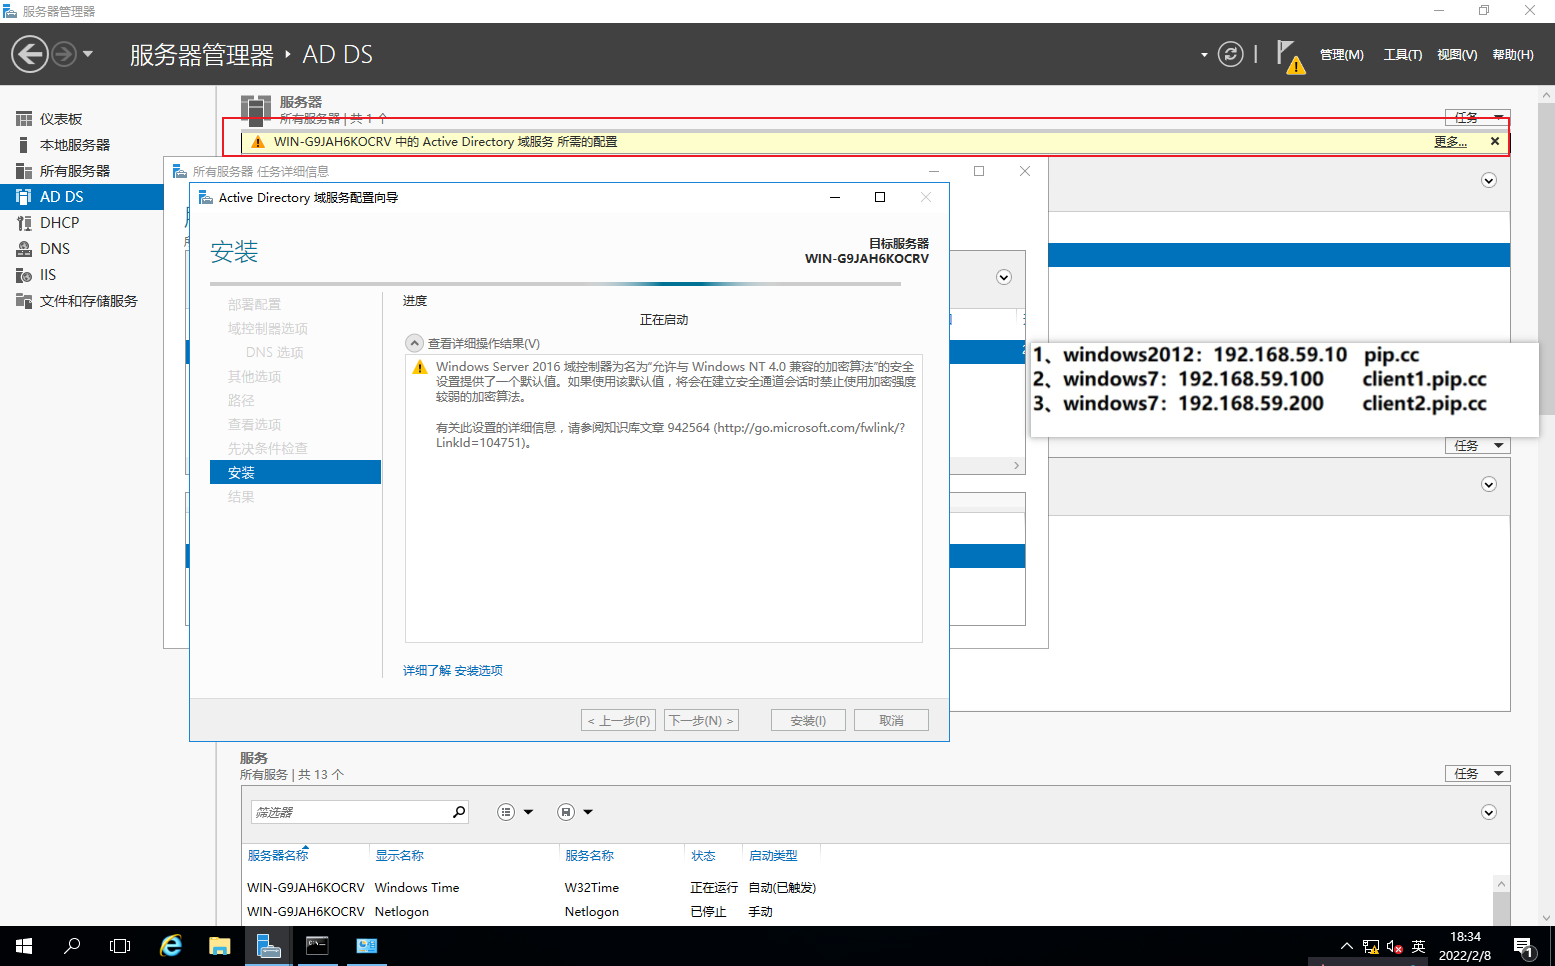 服务器管理器
服务器管理器 ‣ AD DS
管理(M) 工具(T) 视图(V) 帮助(H)
仪表板
本地服务器
所有服务器
AD DS
DHCP
DNS
IIS
文件和存储服务
服务器
所有服务器 | 共 1 个
任务
WIN-G9JAH6KOCRV 中的 Active Directory 域服务 所需的配置
更多...
所有服务器 任务详细信息
Active Directory 域服务配置向导
安装
目标服务器
WIN-G9JAH6KOCRV
部署配置
域控制器选项
DNS 选项
其他选项
路径
查看选项
先决条件检查
安装
结果
进度
正在启动
查看详细操作结果(V)
Windows Server 2016 域控制器为名为“允许与 Windows NT 4.0 兼容的加密算法”的安全
设置提供了一个默认值。如果使用该默认值，将会在建立安全通道会话时禁止使用加密强度
较弱的加密算法。
有关此设置的详细信息，请参阅知识库文章 942564 (http://go.microsoft.com/fwlink/?
LinkId=104751)。
详细了解 安装选项
< 上一步(P) 下一步(N) > 安装(I) 取消
1、windows2012：192.168.59.10 pip.cc
2、windows7：192.168.59.100 client1.pip.cc
3、windows7：192.168.59.200 client2.pip.cc
任务
服务
所有服务 | 共 13 个
任务
筛选器
服务器名称 显示名称 服务名称 状态 启动类型
WIN-G9JAH6KOCRV Windows Time W32Time 正在运行 自动(已触发)
WIN-G9JAH6KOCRV Netlogon Netlogon 已停止 手动
英
18:34
2022/2/8
1